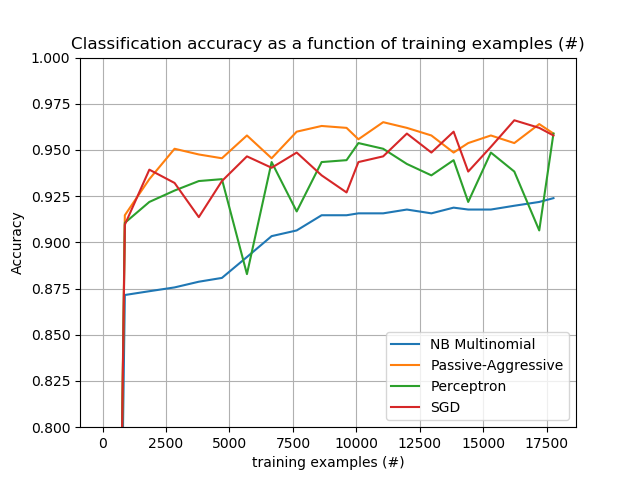 Classification accuracy as a function of training examples (#)
1.000
0.975
0.950
0.925
0.900
0.875
0.850
0.825
0.800
Accuracy
NB Multinomial
Passive-Aggressive
Perceptron
SGD
0 2500 5000 7500 10000 12500 15000 17500
training examples (#)